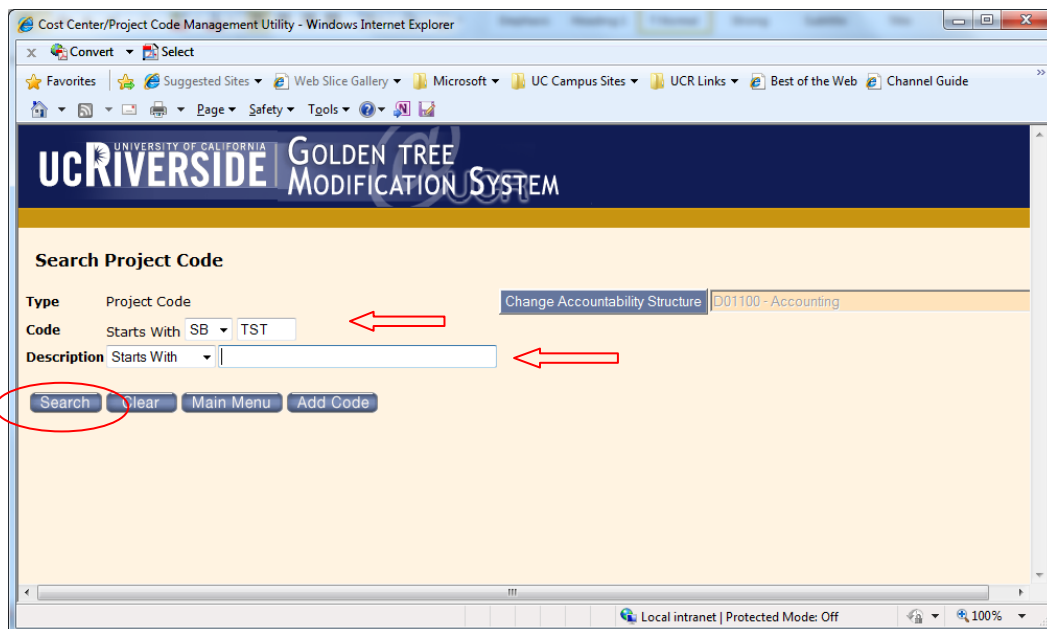 Cost Center/Project Code Management Utility - Windows Internet Explorer
x Convert Select
Favorites Suggested Sites Web Slice Gallery Microsoft UC Campus Sites UCR Links Best of the Web Channel Guide »
Page Safety Tools
UNIVERSITY OF CALIFORNIA
UCRIVERSIDE GOLDEN TREE
MODIFICATION SYSTEM
@UCR
Search Project Code
Type Project Code Change Accountability Structure D01100 - Accounting
Code Starts With SB TST
Description Starts With
Search Clear Main Menu Add Code
Local intranet | Protected Mode: Off 100%